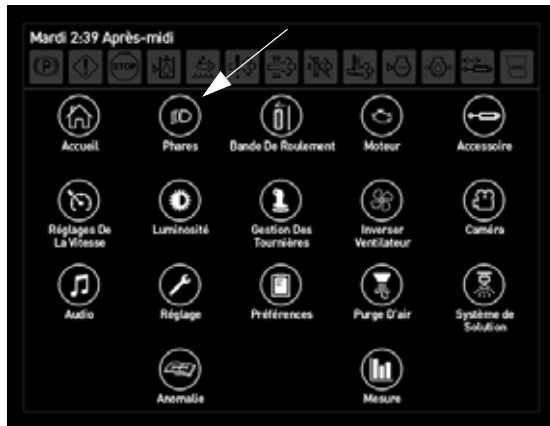 Mardi 2:39 Après-midi
(P) STOP
Accueil Phares Bande De Roulement Moteur Accessoire
Réglages De La Vitesse Luminosité Gestion Des Tournières Inverser Ventilateur Caméra
Audio Réglage Préférences Purge D'air Système de Solution
Anomalie Mesure